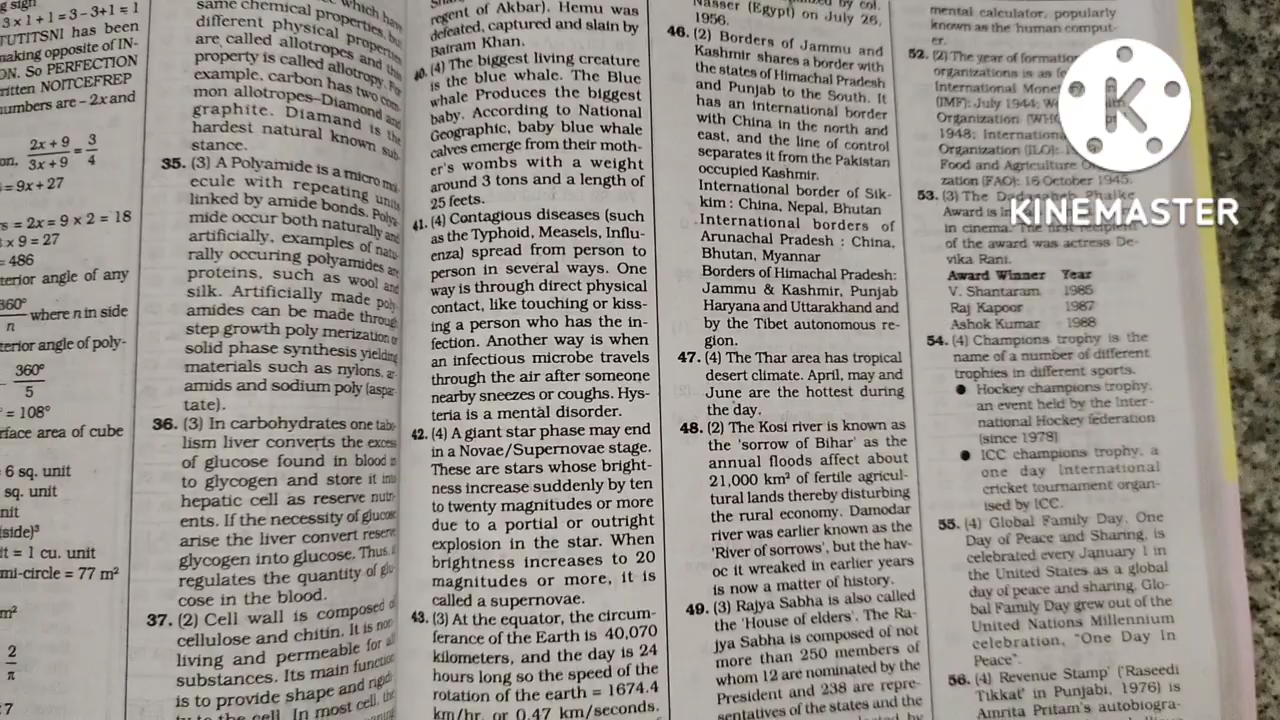 g sign
3 × 1 + 1 = 3 – 3 + 1 = 1
TUTITSNI has been
making opposite of IN-
ON. So PERFECTION
ritten NOITCEFREP
numbers are – 2x and
on, 2x + 9 / 3x + 9 = 3 / 4
= 9x + 27
rs = 2x = 9 × 2 = 18
× 9 = 27
= 486
terior angle of any
360° / n where n in side
terior angle of poly-
– 360° / 5
° = 108°
rface area of cube
6 sq. unit
sq. unit
nit
(side)³
it = 1 cu. unit
mi-circle = 77 m²
m²
2 / π
same chemical properties, but
different physical properties
are called allotropes and this
property is called allotropy. For
example, carbon has two com
mon allotropes–Diamond and
graphite. Diamand is the
hardest natural known sub
stance.
35. (3) A Polyamide is a micro mo
ecule with repeating units
linked by amide bonds. Polya
mide occur both naturally and
artificially, examples of natu
rally occuring polyamides are
proteins, such as wool and
silk. Artificially made poly
amides can be made through
step growth poly merization or
solid phase synthesis yielding
materials such as nylons, ar
amids and sodium poly (aspar
tate).
36. (3) In carbohydrates one tabo
lism liver converts the excess
of glucose found in blood in
to glycogen and store it into
hepatic cell as reserve nutri-
ents. If the necessity of glucose
arise the liver convert reserve
glycogen into glucose. Thus, it
regulates the quantity of glu
cose in the blood.
37. (2) Cell wall is composed of
cellulose and chitin. It is non
living and permeable for all
substances. Its main function
is to provide shape and rigidi
ty to the cell. In most cell, the
regent of Akbar). Hemu was
defeated, captured and slain by
Bairam Khan.
40. (4) The biggest living creature
is the blue whale. The Blue
whale Produces the biggest
baby. According to National
Geographic, baby blue whale
calves emerge from their moth-
er's wombs with a weight
around 3 tons and a length of
25 feets.
41. (4) Contagious diseases (such
as the Typhoid, Measels, Influ-
enza) spread from person to
person in several ways. One
way is through direct physical
contact, like touching or kiss-
ing a person who has the in-
fection. Another way is when
an infectious microbe travels
through the air after someone
nearby sneezes or coughs. Hys-
teria is a mental disorder.
42. (4) A giant star phase may end
in a Novae/Supernovae stage.
These are stars whose bright-
ness increase suddenly by ten
to twenty magnitudes or more
due to a portial or outright
explosion in the star. When
brightness increases to 20
magnitudes or more, it is
called a supernovae.
43. (3) At the equator, the circum-
ferance of the Earth is 40,070
kilometers, and the day is 24
hours long so the speed of the
rotation of the earth = 1674.4
km/hr. or 0.47 km/seconds.
Nasser (Egypt) on July 26,
1956.
46. (2) Borders of Jammu and
Kashmir shares a border with
the states of Himachal Pradesh
and Punjab to the South. It
has an international border
with China in the north and
east, and the line of control
separates it from the Pakistan
occupied Kashmir.
International border of Sik-
kim : China, Nepal, Bhutan
International borders of
Arunachal Pradesh : China,
Bhutan, Myannar
Borders of Himachal Pradesh:
Jammu & Kashmir, Punjab
Haryana and Uttarakhand and
by the Tibet autonomous re-
gion.
47. (4) The Thar area has tropical
desert climate. April, may and
June are the hottest during
the day.
48. (2) The Kosi river is known as
the 'sorrow of Bihar' as the
annual floods affect about
21,000 km² of fertile agricul-
tural lands thereby disturbing
the rural economy. Damodar
river was earlier known as the
'River of sorrows', but the hav-
oc it wreaked in earlier years
is now a matter of history.
49. (3) Rajya Sabha is also called
the 'House of elders'. The Ra-
jya Sabha is composed of not
more than 250 members of
whom 12 are nominated by the
President and 238 are repre-
sentatives of the states and the
mental calculator, popularly
known as the human comput-
er.
52. (2) The year of formation
organizations is as
International Mone
(IMF): July 1944; W
Organization (WH
1948; Internationa
Organization (ILO):
Food and Agriculture O
zation (FAO): 16 October 1945.
53. (3) The Dadasaheb Phalke
Award is in
in cinema. The first recipient
of the award was actress De-
vika Rani.
Award Winner Year
V. Shantaram 1985
Raj Kapoor 1987
Ashok Kumar 1988
54. (4) Champions trophy is the
name of a number of different
trophies in different sports.
● Hockey champions trophy,
an event held by the Inter-
national Hockey federation
(since 1978)
● ICC champions trophy, a
one day International
cricket tournament organ-
ised by ICC.
55. (4) Global Family Day, One
Day of Peace and Sharing, is
celebrated every January 1 in
the United States as a global
day of peace and sharing. Glo-
bal Family Day grew out of the
United Nations Millennium
celebration, "One Day In
Peace".
56. (4) Revenue Stamp ('Raseedi
Tikkat' in Punjabi, 1976) is
Amrita Pritam's autobiogra-
K
KINEMASTER